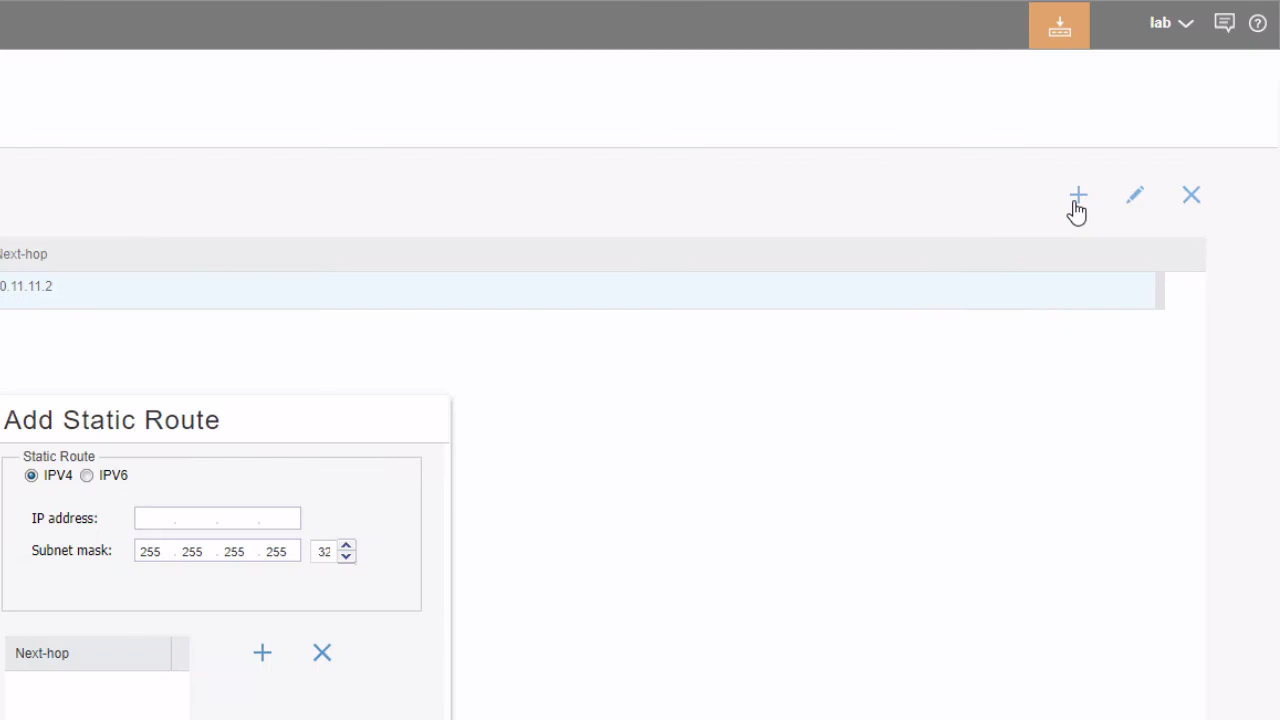 lab
Next-hop
0.11.11.2
Add Static Route
Static Route
IPV4 IPV6
IP address: . . .
Subnet mask: 255 . 255 . 255 . 255 32
Next-hop